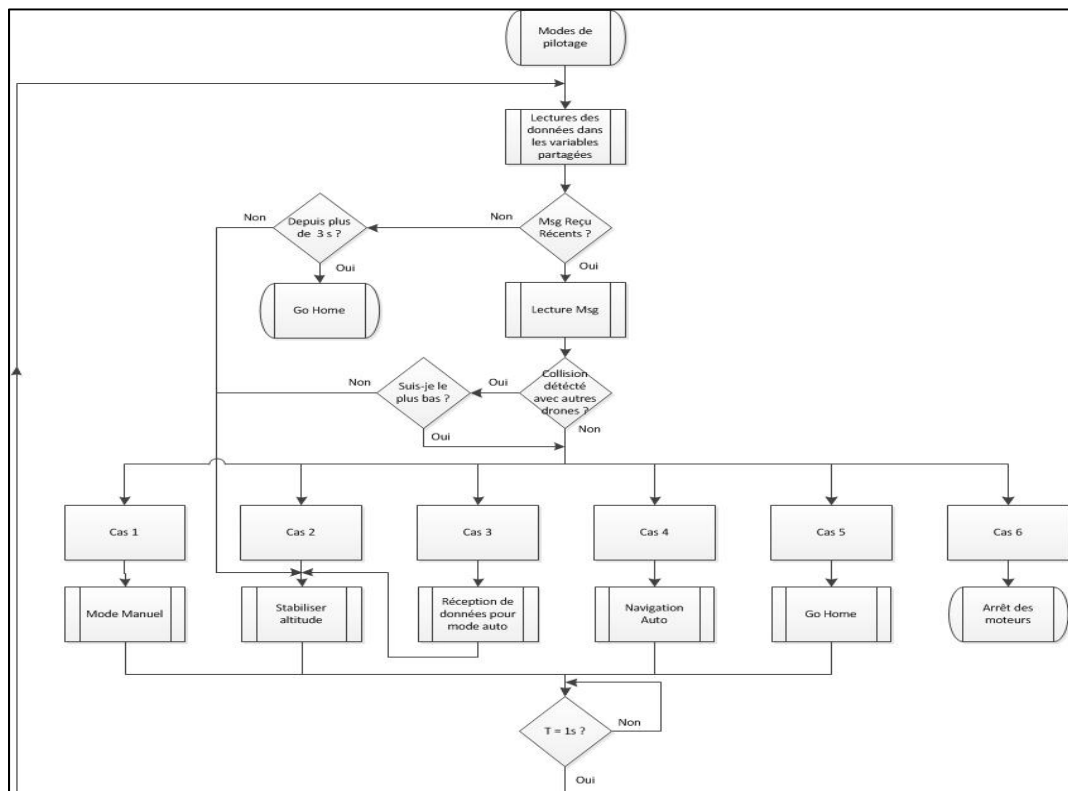 Modes de
pilotage
Lectures des
données dans
les variables
partagées
Non
Depuis plus
de 3 s ?
Non
Msg Reçu
Récents ?
Oui
Oui
Go Home
Lecture Msg
Non
Suis-je le
plus bas ?
Oui
Collision
détécté
avec autres
drones ?
Oui
Non
Cas 1
Cas 2
Cas 3
Cas 4
Cas 5
Cas 6
Mode Manuel
Stabiliser
altitude
Réception de
données pour
mode auto
Navigation
Auto
Go Home
Arrêt des
moteurs
T = 1s ?
Non
Oui